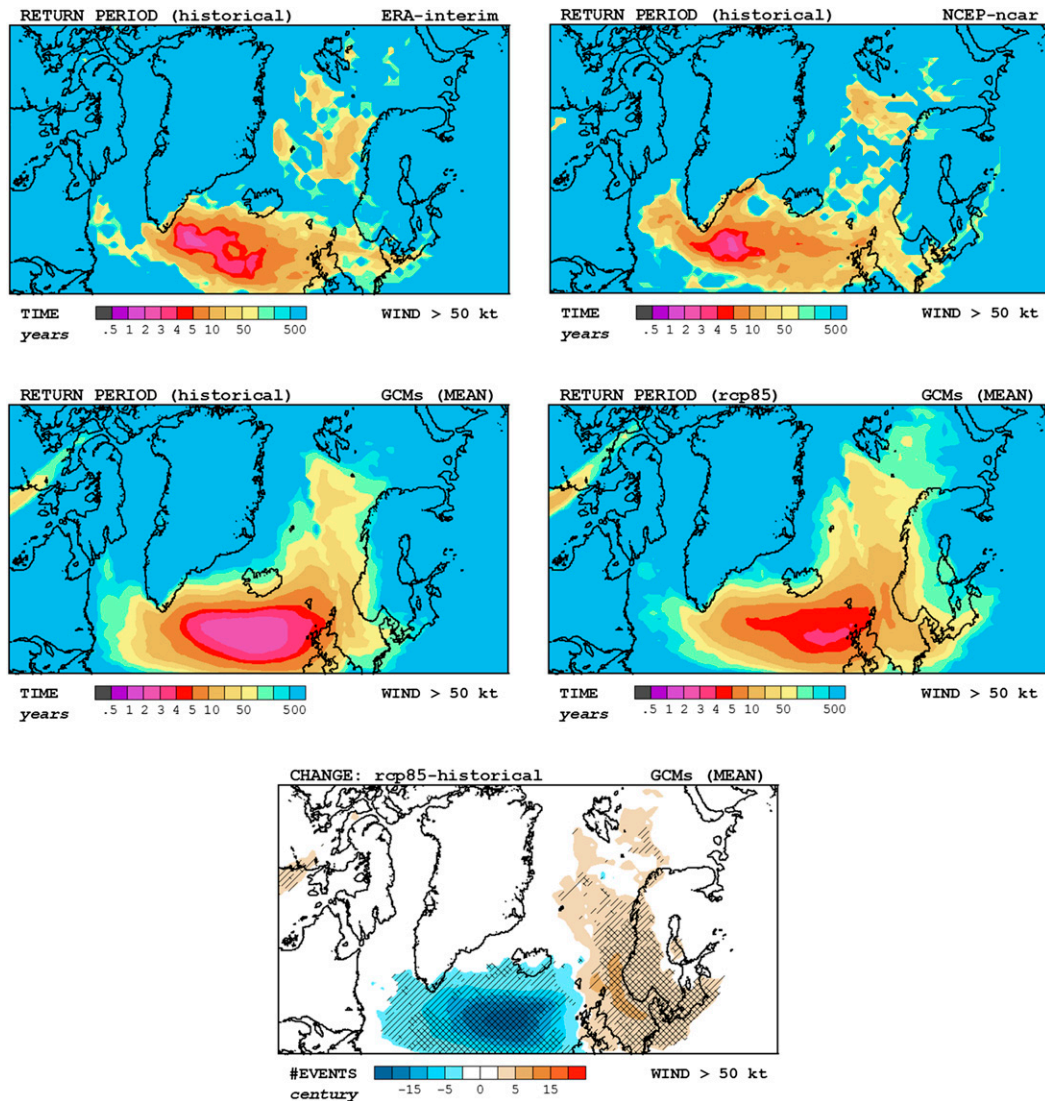 RETURN PERIOD (historical) ERA-interim
TIME .5 1 2 3 4 5 10 50 500 WIND > 50 kt
years
RETURN PERIOD (historical) NCEP-ncar
TIME .5 1 2 3 4 5 10 50 500 WIND > 50 kt
years
RETURN PERIOD (historical) GCMs (MEAN)
TIME .5 1 2 3 4 5 10 50 500 WIND > 50 kt
years
RETURN PERIOD (rcp85) GCMs (MEAN)
TIME .5 1 2 3 4 5 10 50 500 WIND > 50 kt
years
CHANGE: rcp85-historical GCMs (MEAN)
#EVENTS -15 -5 0 5 15 WIND > 50 kt
century